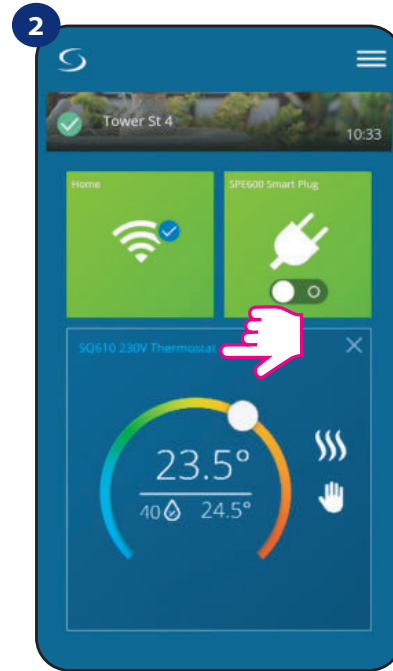 2
Tower St 4
10:33
Home
SPE600 Smart Plug
SQ610 230V Thermostat
23.5°
40 24.5°